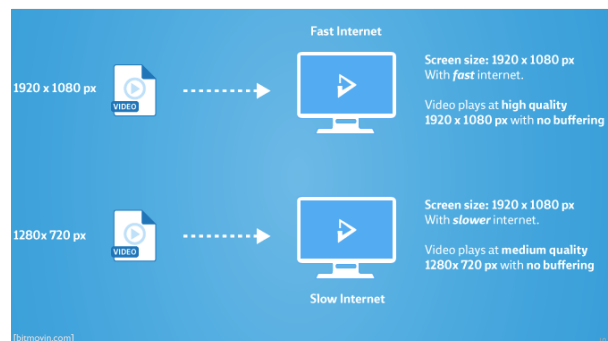 Fast Internet
1920 x 1080 px
VIDEO
Screen size: 1920 x 1080 px
With fast internet.
Video plays at high quality
1920 x 1080 px with no buffering
1280x 720 px
VIDEO
Screen size: 1920 x 1080 px
With slower internet.
Video plays at medium quality
1280x 720 px with no buffering
Slow Internet
[bitmovin.com]